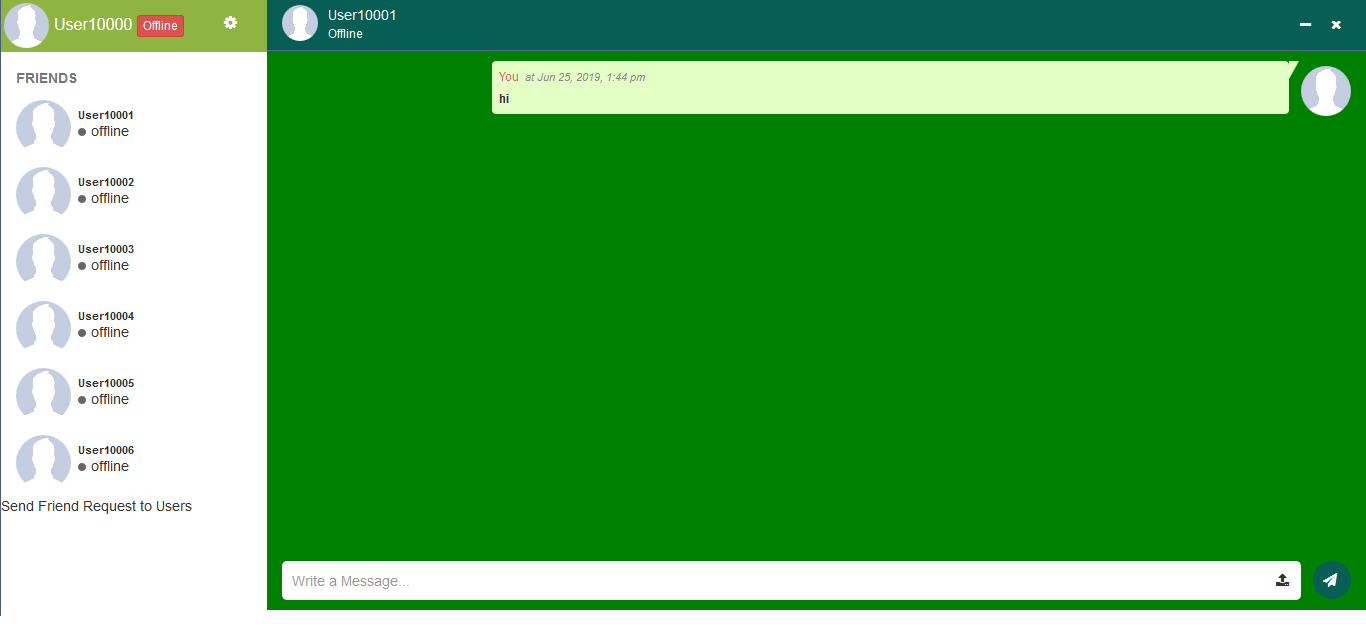 User10000 Offline
FRIENDS
User10001
offline
User10002
offline
User10003
offline
User10004
offline
User10005
offline
User10006
offline
Send Friend Request to Users
User10001
Offline
You at Jun 25, 2019, 1:44 pm
hi
Write a Message...